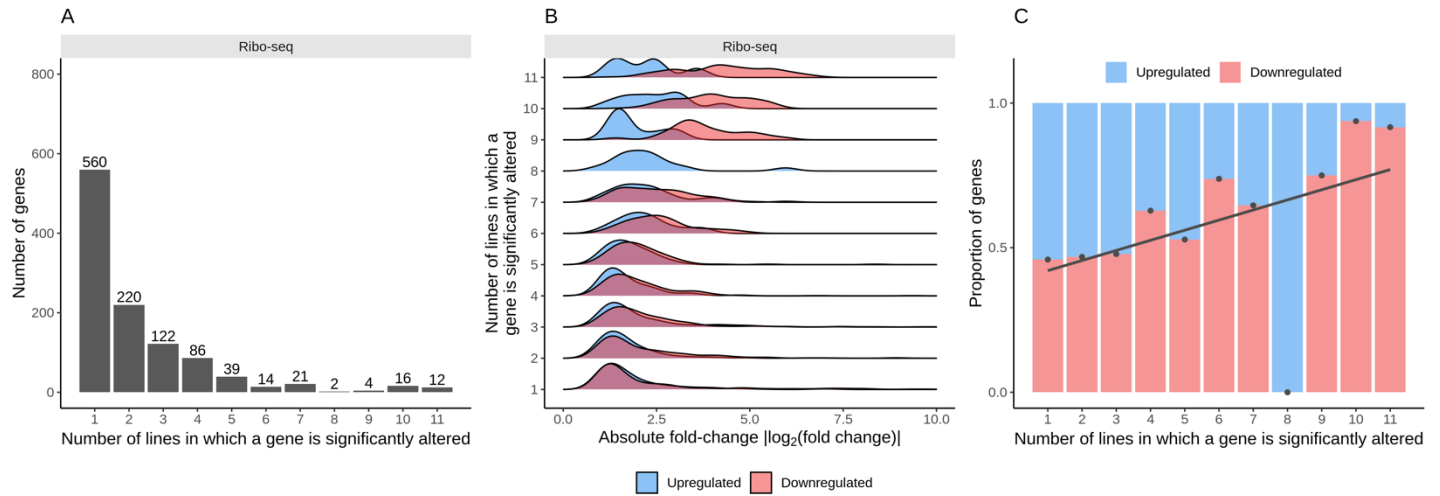 A
Ribo-seq
Number of genes
800
600
400
200
0
560
220
122
86
39
14
21
2
4
16
12
1 2 3 4 5 6 7 8 9 10 11
Number of lines in which a gene is significantly altered
B
Ribo-seq
Number of lines in which a
gene is significantly altered
11
10
9
8
7
6
5
4
3
2
1
0.0 2.5 5.0 7.5 10.0
Absolute fold-change |log2(fold change)|
Upregulated Downregulated
C
Upregulated Downregulated
Proportion of genes
1.0
0.5
0.0
1 2 3 4 5 6 7 8 9 10 11
Number of lines in which a gene is significantly altered